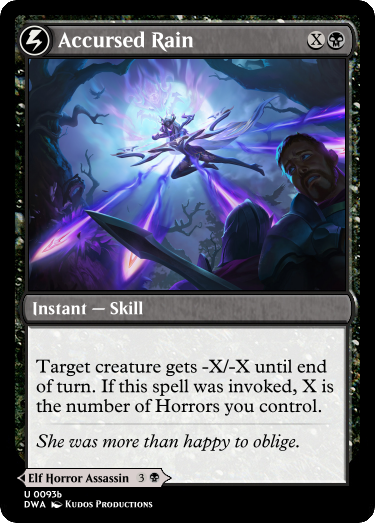 Accursed Rain X
Instant — Skill
Target creature gets -X/-X until end
of turn. If this spell was invoked, X is
the number of Horrors you control.
She was more than happy to oblige.
Elf Horror Assassin 3
U 0093b
DWA Kudos Productions